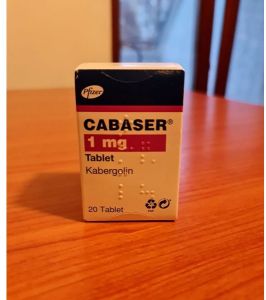 Pfizer
CABASER®
1 mg
Tablet
Kabergolin
20 Tablet